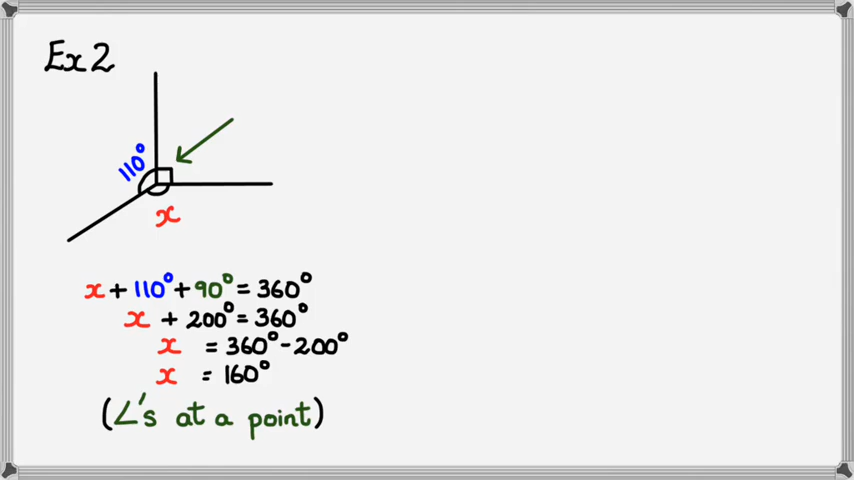 Ex 2
110°
x
x + 110° + 90° = 360°
x + 200° = 360°
x = 360° - 200°
x = 160°
(∠'s at a point)